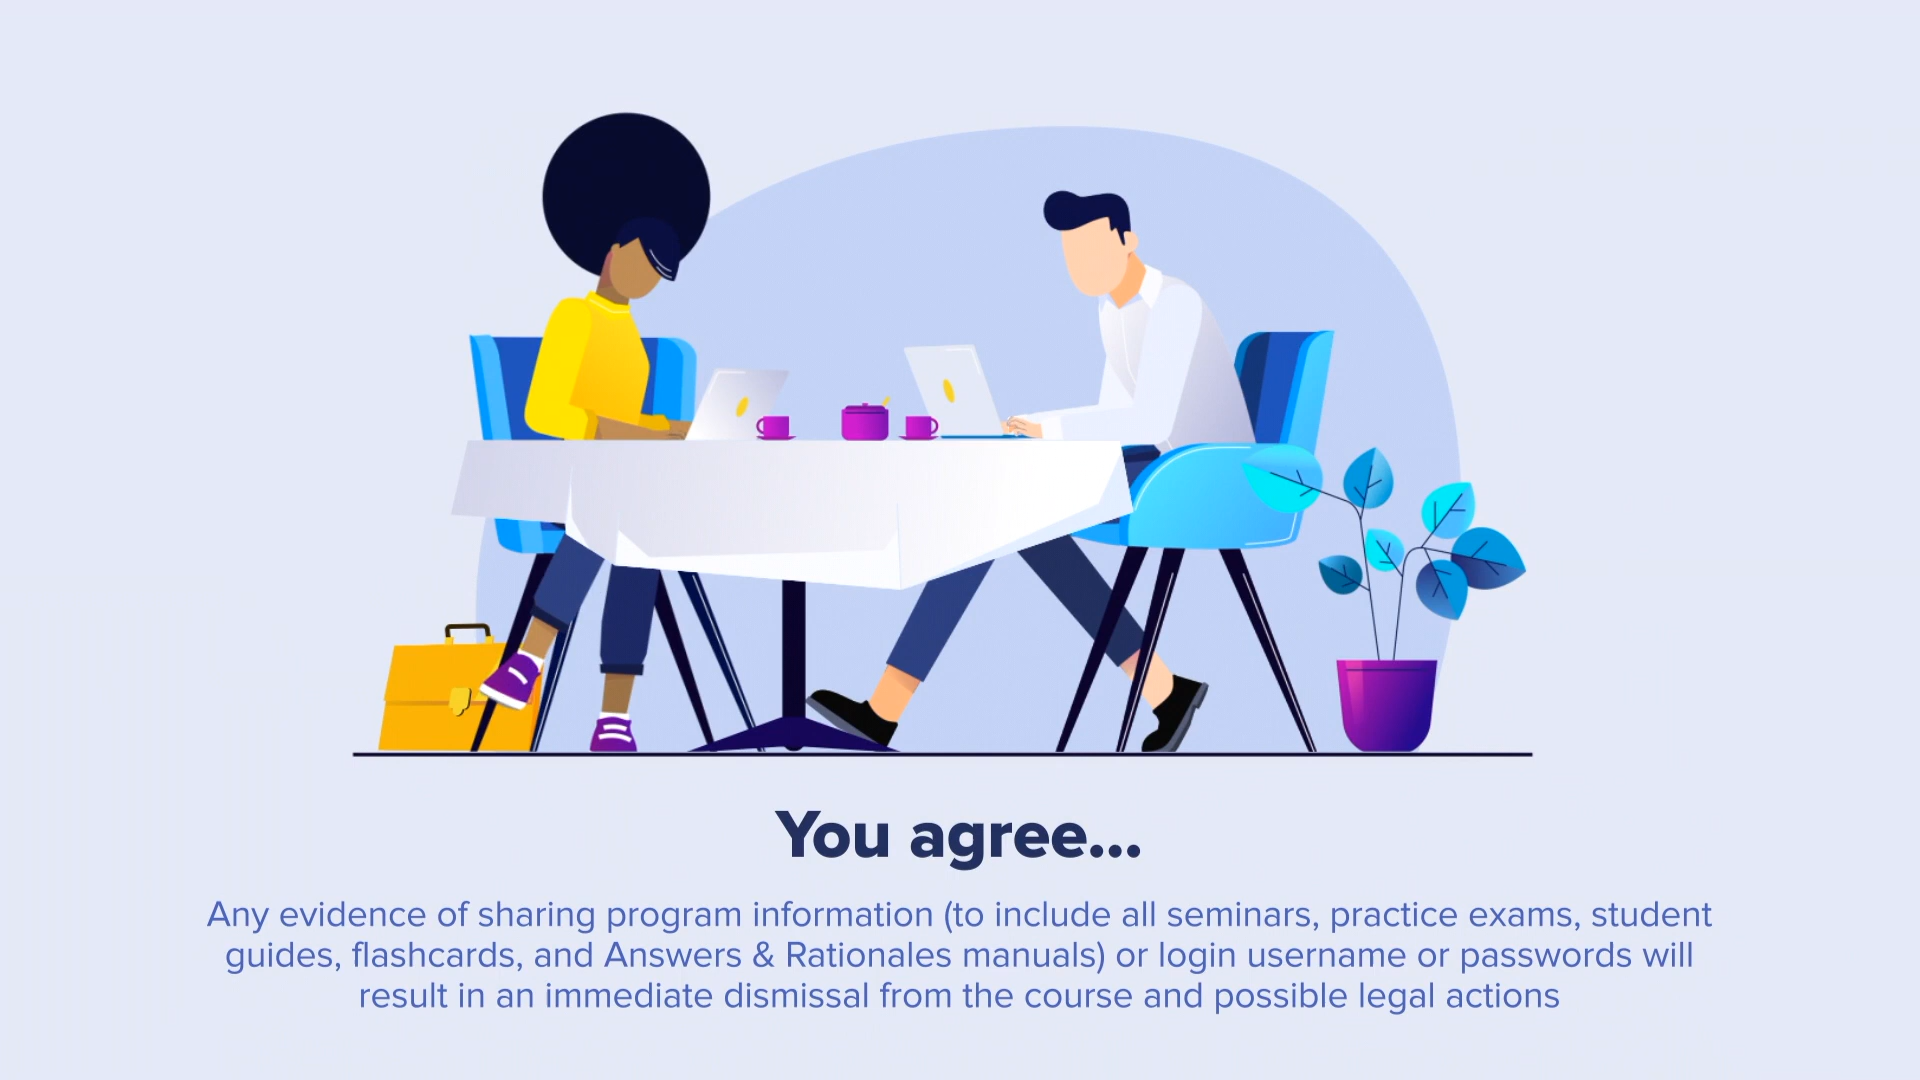 You agree...
Any evidence of sharing program information (to include all seminars, practice exams, student
guides, flashcards, and Answers & Rationales manuals) or login username or passwords will
result in an immediate dismissal from the course and possible legal actions